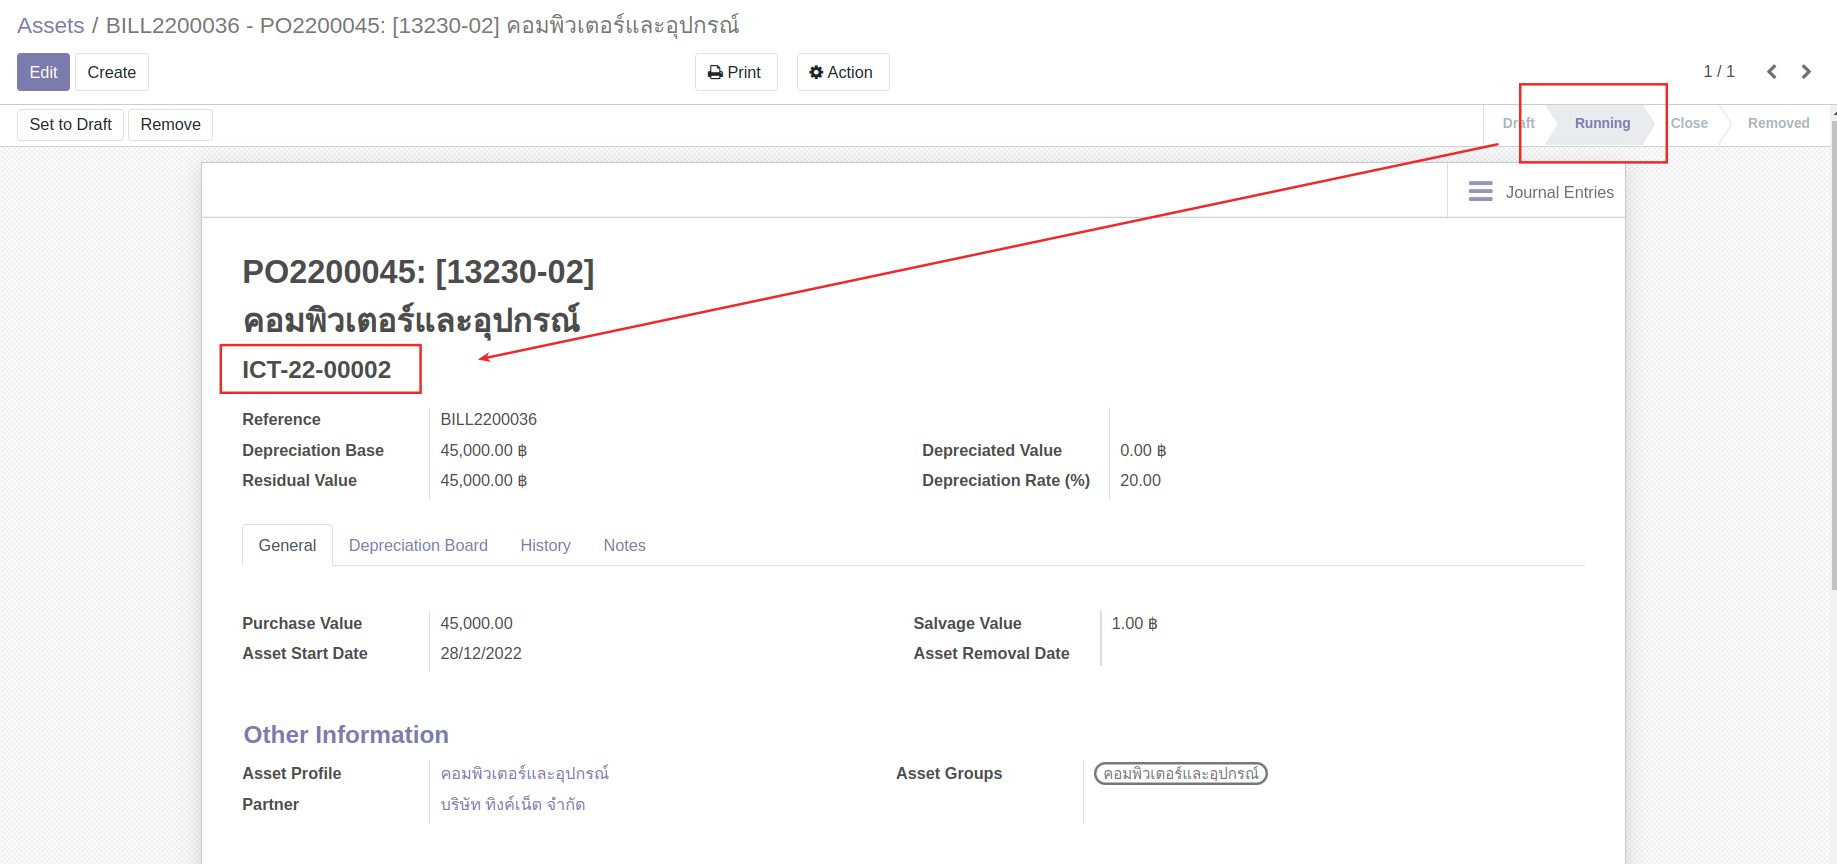 Assets / BILL2200036 - PO2200045: [13230-02] คอมพิวเตอร์และอุปกรณ์
Edit Create Print Action 1 / 1
Set to Draft Remove Draft Running Close Removed
Journal Entries
PO2200045: [13230-02]
คอมพิวเตอร์และอุปกรณ์
ICT-22-00002
Reference BILL2200036
Depreciation Base 45,000.00 ฿ Depreciated Value 0.00 ฿
Residual Value 45,000.00 ฿ Depreciation Rate (%) 20.00
General Depreciation Board History Notes
Purchase Value 45,000.00 Salvage Value 1.00 ฿
Asset Start Date 28/12/2022 Asset Removal Date
Other Information
Asset Profile คอมพิวเตอร์และอุปกรณ์ Asset Groups คอมพิวเตอร์และอุปกรณ์
Partner บริษัท ทิงค์เน็ต จำกัด